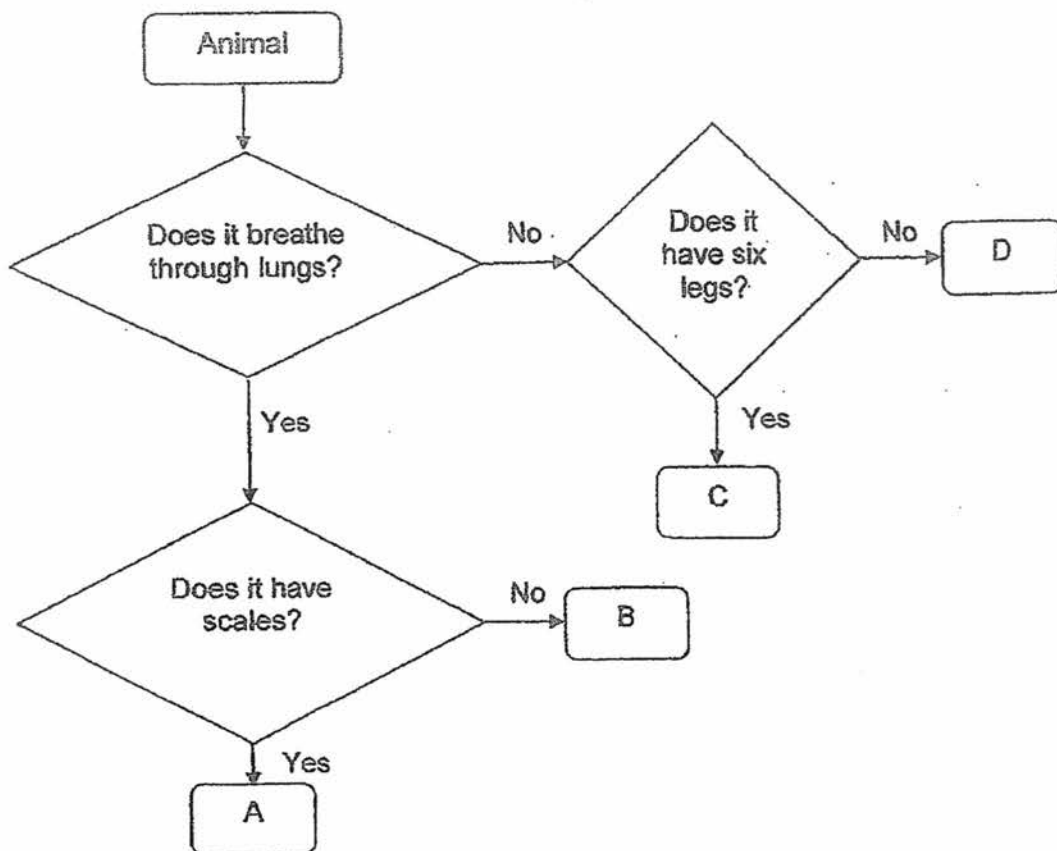 Animal
Does it breathe
through lungs?
No
Does it
have six
legs?
No
D
Yes
Yes
C
Does it have
scales?
No
B
Yes
A